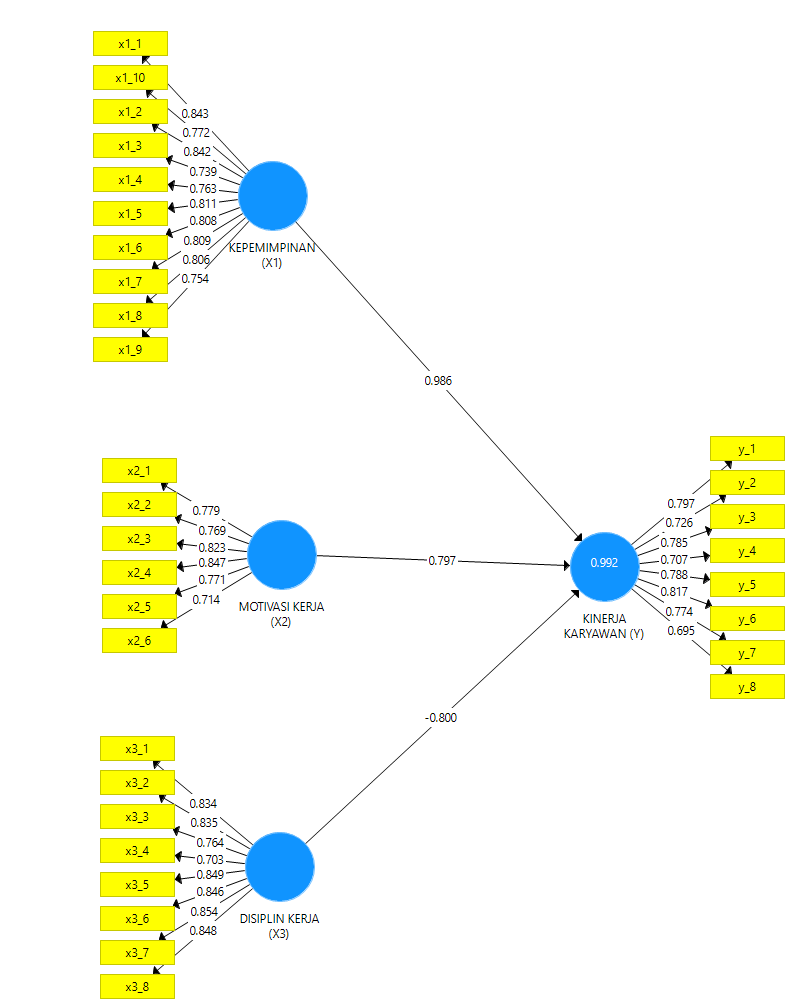 x1_1
x1_10
x1_2
x1_3
x1_4
x1_5
x1_6
x1_7
x1_8
x1_9
0.843
0.772
0.842
0.739
0.763
0.811
0.808
0.809
0.806
0.754
KEPEMIMPINAN
(X1)
0.986
x2_1
x2_2
x2_3
x2_4
x2_5
x2_6
0.779
0.769
0.823
0.847
0.771
0.714
MOTIVASI KERJA
(X2)
0.797
x3_1
x3_2
x3_3
x3_4
x3_5
x3_6
x3_7
x3_8
0.834
0.835
0.764
0.703
0.849
0.846
0.854
0.848
DISIPLIN KERJA
(X3)
-0.800
0.992
KINERJA
KARYAWAN (Y)
0.797
0.726
0.785
0.707
0.788
0.817
0.774
0.695
y_1
y_2
y_3
y_4
y_5
y_6
y_7
y_8